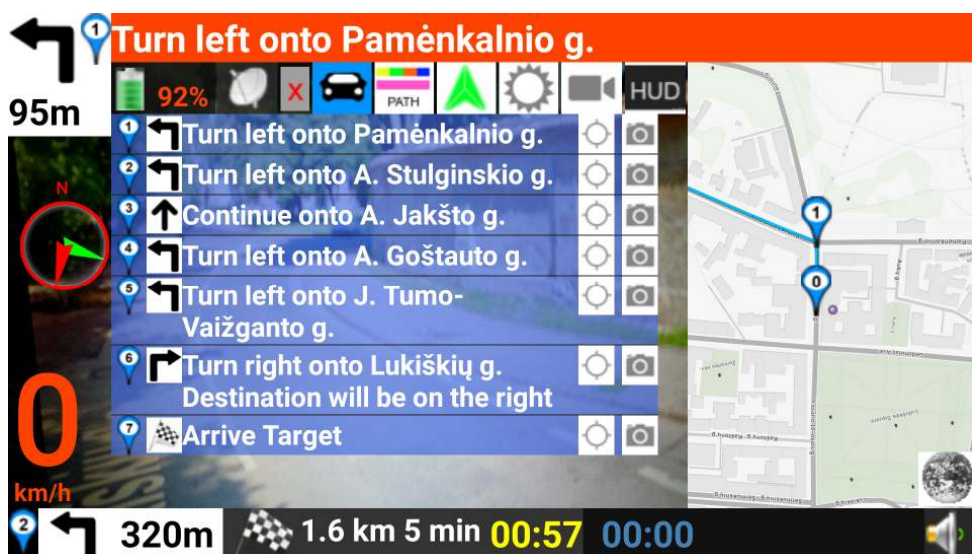 1
Turn left onto Pamėnkalnio g.
95m
92%
X
PATH
HUD
1 Turn left onto Pamėnkalnio g.
2 Turn left onto A. Stulginskio g.
3 Continue onto A. Jakšto g.
4 Turn left onto A. Goštauto g.
5 Turn left onto J. Tumo-
Vaižganto g.
6 Turn right onto Lukiškių g.
Destination will be on the right
7 Arrive Target
N
0
km/h
1
0
2
320m
1.6 km 5 min 00:57 00:00